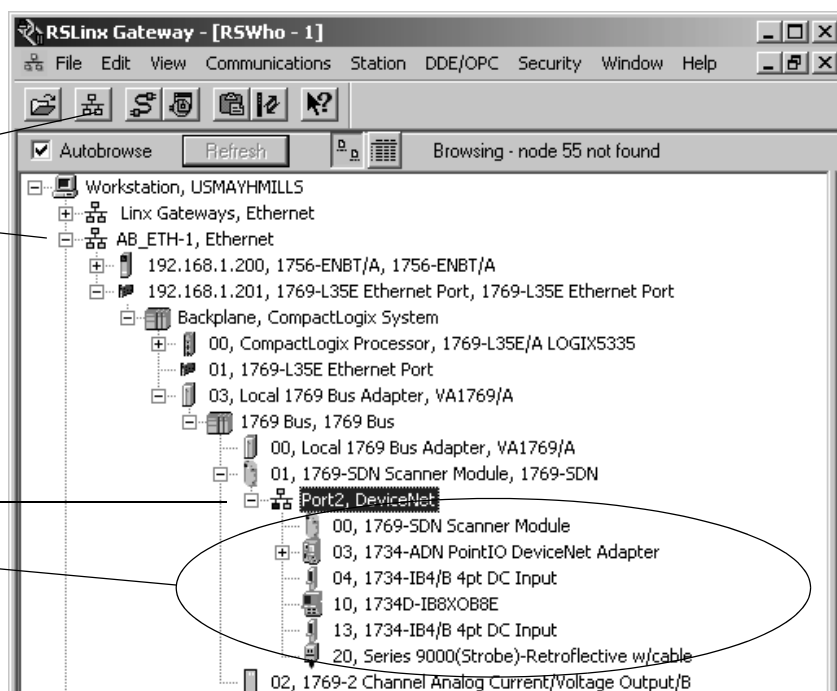 RSLinx Gateway - [RSWho - 1]
File Edit View Communications Station DDE/OPC Security Window Help
Autobrowse Refresh Browsing - node 55 not found
Workstation, USMAYHMILLS
Linx Gateways, Ethernet
AB_ETH-1, Ethernet
192.168.1.200, 1756-ENBT/A, 1756-ENBT/A
192.168.1.201, 1769-L35E Ethernet Port, 1769-L35E Ethernet Port
Backplane, CompactLogix System
00, CompactLogix Processor, 1769-L35E/A LOGIX5335
01, 1769-L35E Ethernet Port
03, Local 1769 Bus Adapter, VA1769/A
1769 Bus, 1769 Bus
00, Local 1769 Bus Adapter, VA1769/A
01, 1769-SDN Scanner Module, 1769-SDN
Port2, DeviceNet
00, 1769-SDN Scanner Module
03, 1734-ADN PointIO DeviceNet Adapter
04, 1734-IB4/B 4pt DC Input
10, 1734D-IB8XOB8E
13, 1734-IB4/B 4pt DC Input
20, Series 9000(Strobe)-Retroflective w/cable
02, 1769-2 Channel Analog Current/Voltage Output/B